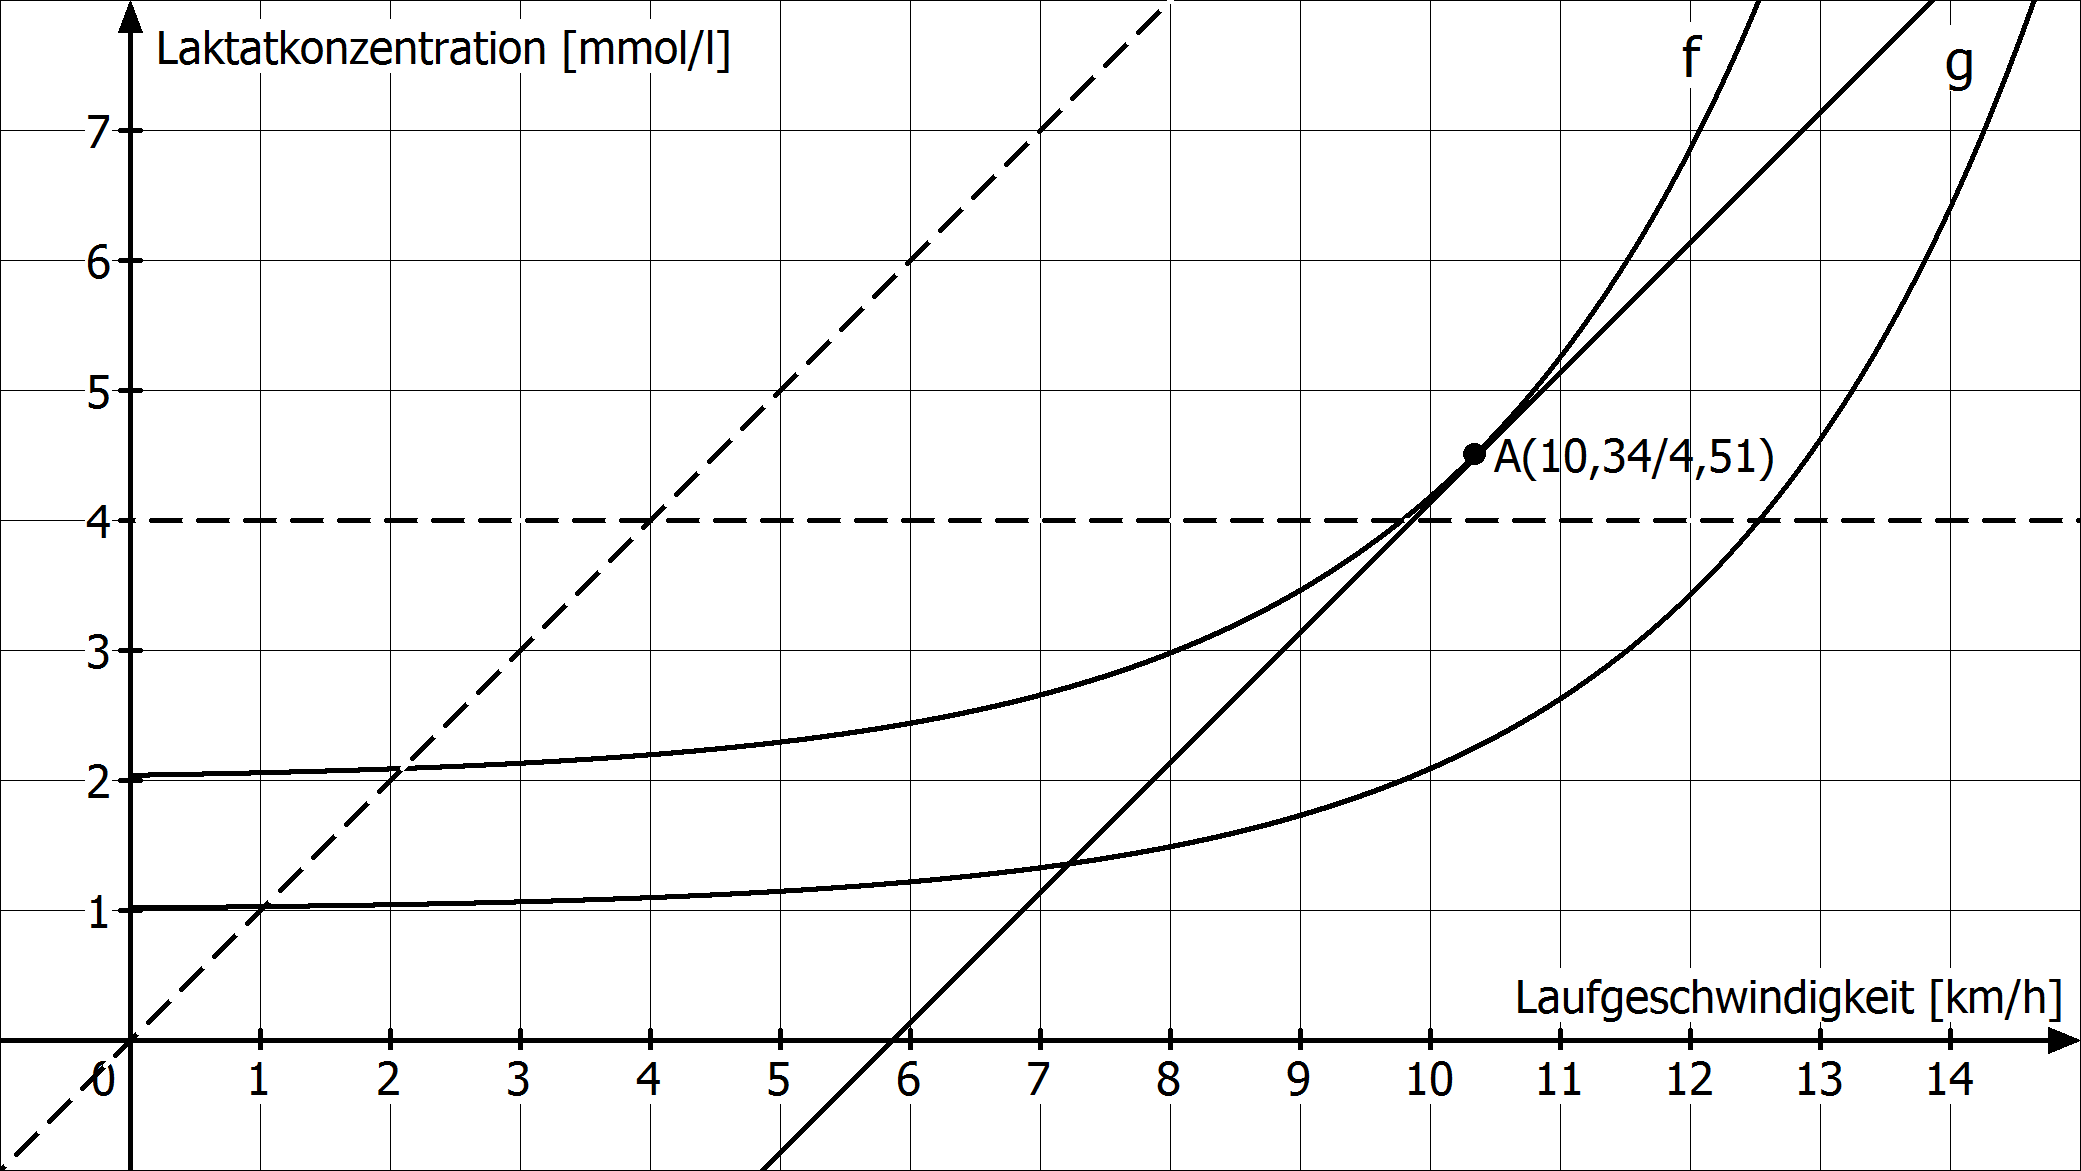 Laktatkonzentration [mmol/l]
f
g
7
6
5
A(10,34/4,51)
4
3
2
1
Laufgeschwindigkeit [km/h]
0 1 2 3 4 5 6 7 8 9 10 11 12 13 14